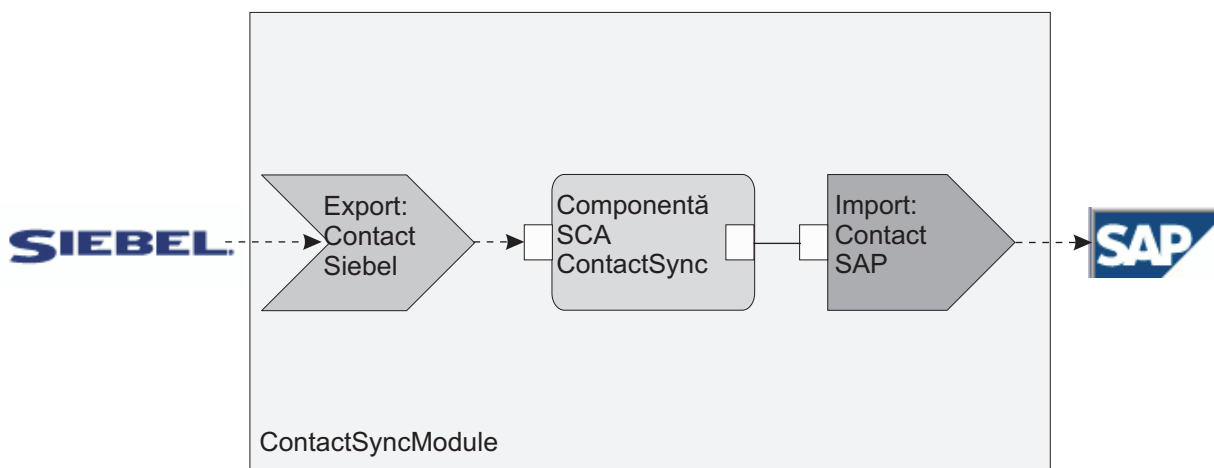 SIEBEL.
Export:
Contact
Siebel
Componentă
SCA
ContactSync
Import:
Contact
SAP
SAP
ContactSyncModule